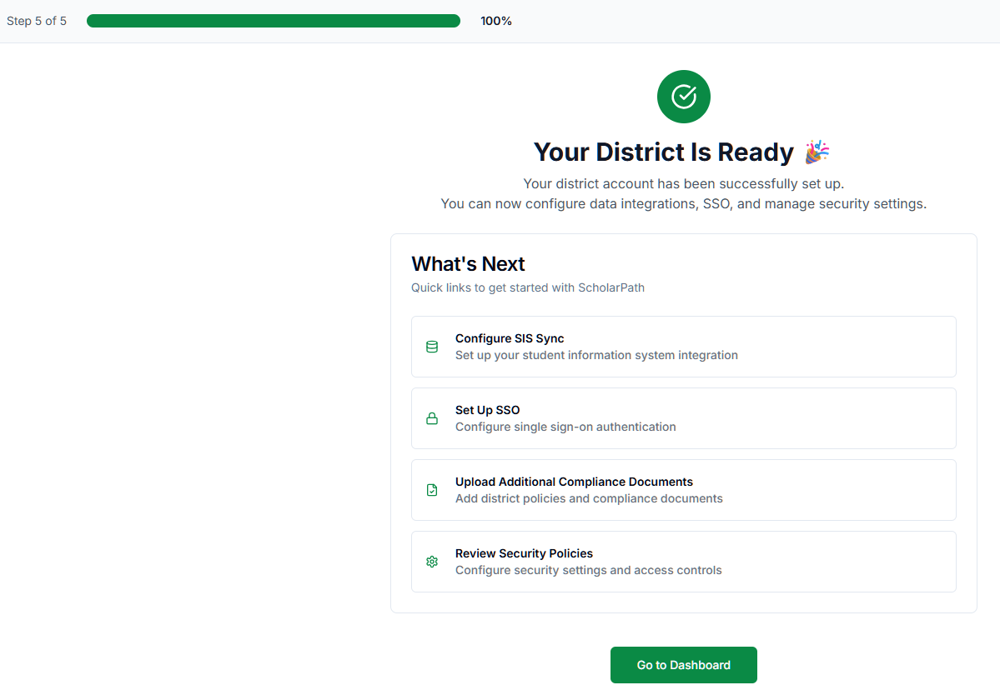 Step 5 of 5
100%
Your District Is Ready 🎉
Your district account has been successfully set up.
You can now configure data integrations, SSO, and manage security settings.
What's Next
Quick links to get started with ScholarPath
Configure SIS Sync
Set up your student information system integration
Set Up SSO
Configure single sign-on authentication
Upload Additional Compliance Documents
Add district policies and compliance documents
Review Security Policies
Configure security settings and access controls
Go to Dashboard